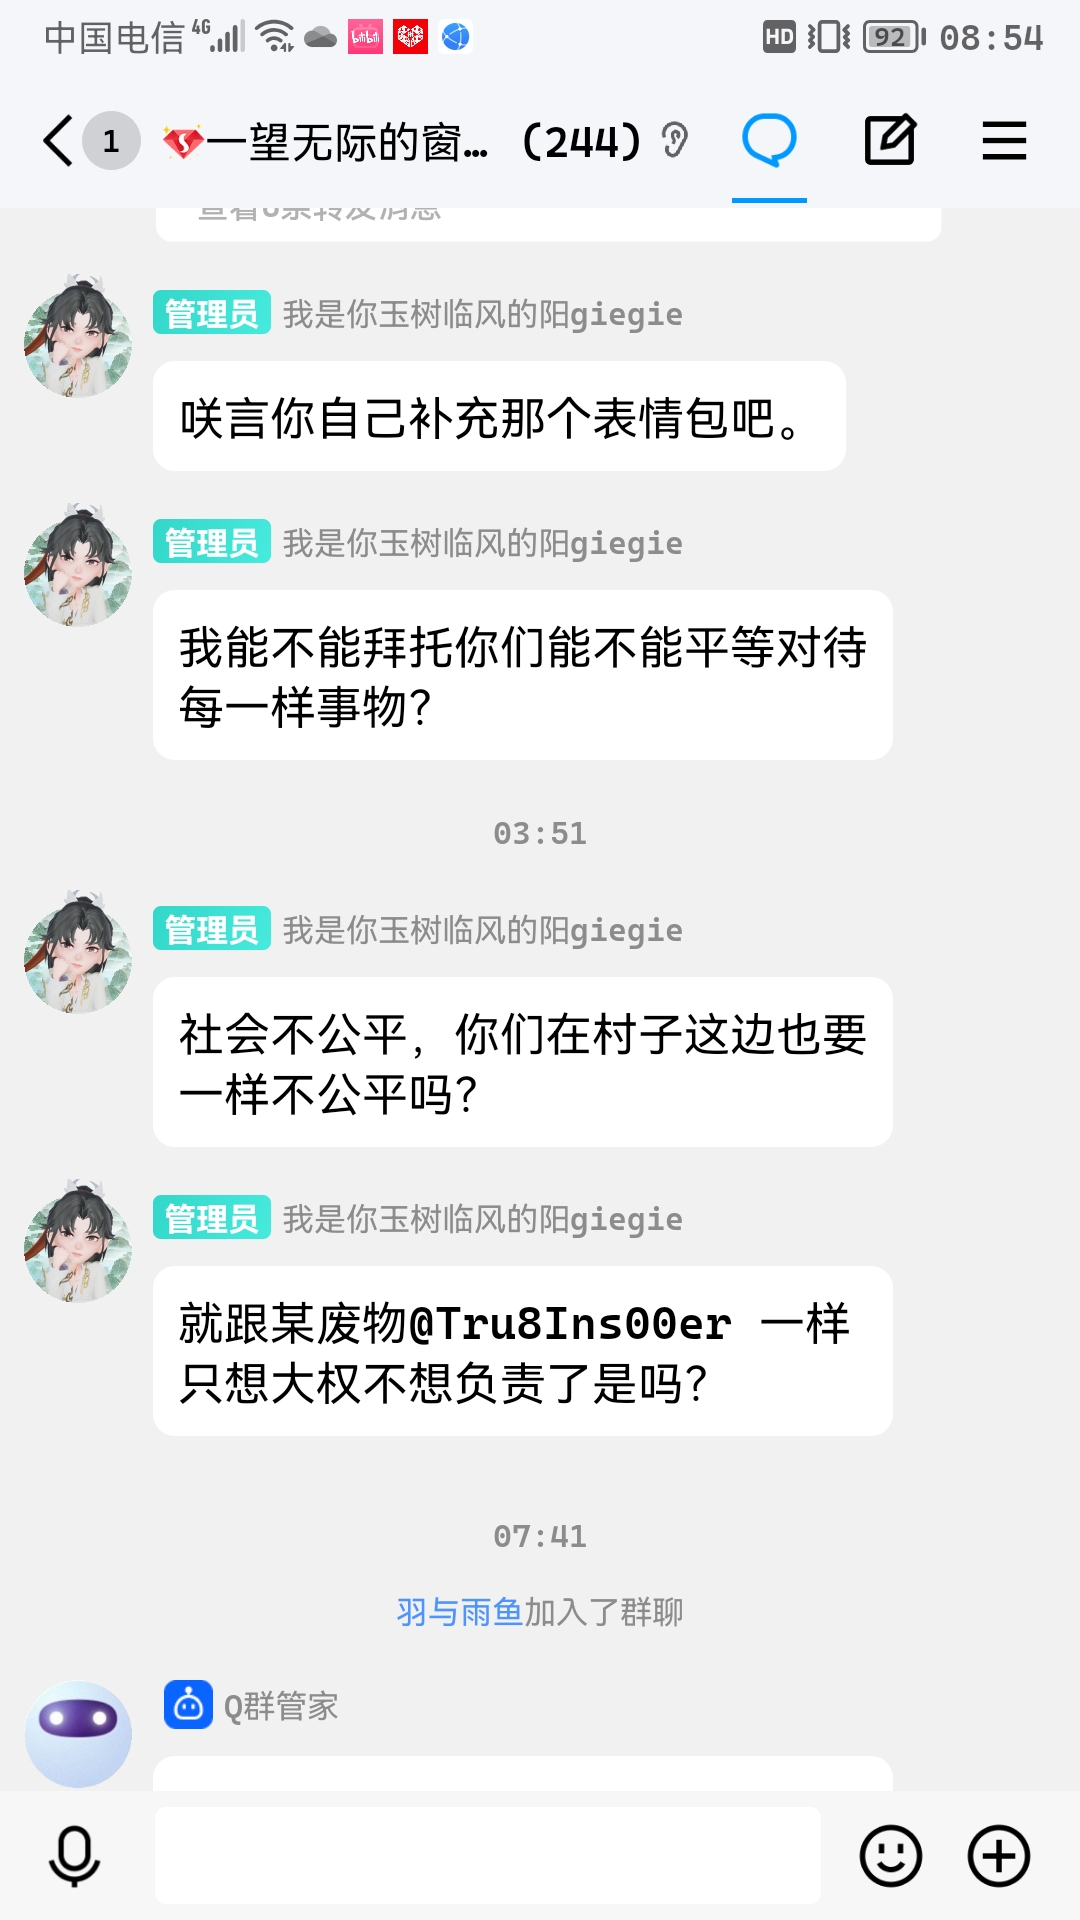 中国电信 4G HD 92 08:54
1 一望无际的窗... (244)
查看6条转发消息
管理员 我是你玉树临风的阳giegie
咲言你自己补充那个表情包吧。
管理员 我是你玉树临风的阳giegie
我能不能拜托你们能不能平等对待
每一样事物?
03:51
管理员 我是你玉树临风的阳giegie
社会不公平，你们在村子这边也要
一样不公平吗?
管理员 我是你玉树临风的阳giegie
就跟某废物@Tru8Ins00er 一样
只想大权不想负责了是吗?
07:41
羽与雨鱼加入了群聊
Q群管家